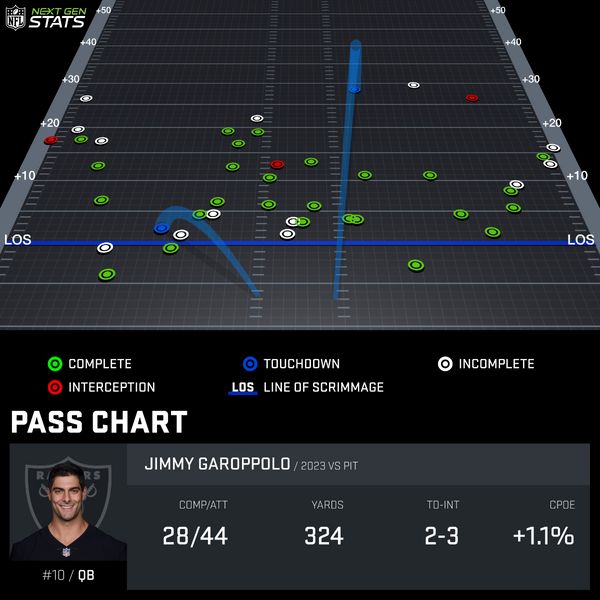 NFL NEXT GEN STATS
+50 +50
+40 +40
+30 +30
+20 +20
+10 +10
LOS LOS
COMPLETE TOUCHDOWN INCOMPLETE
INTERCEPTION LOS LINE OF SCRIMMAGE
PASS CHART
RAIDERS
JIMMY GAROPPOLO / 2023 VS PIT
COMP/ATT YARDS TD-INT CPOE
28/44 324 2-3 +1.1%
#10 / QB